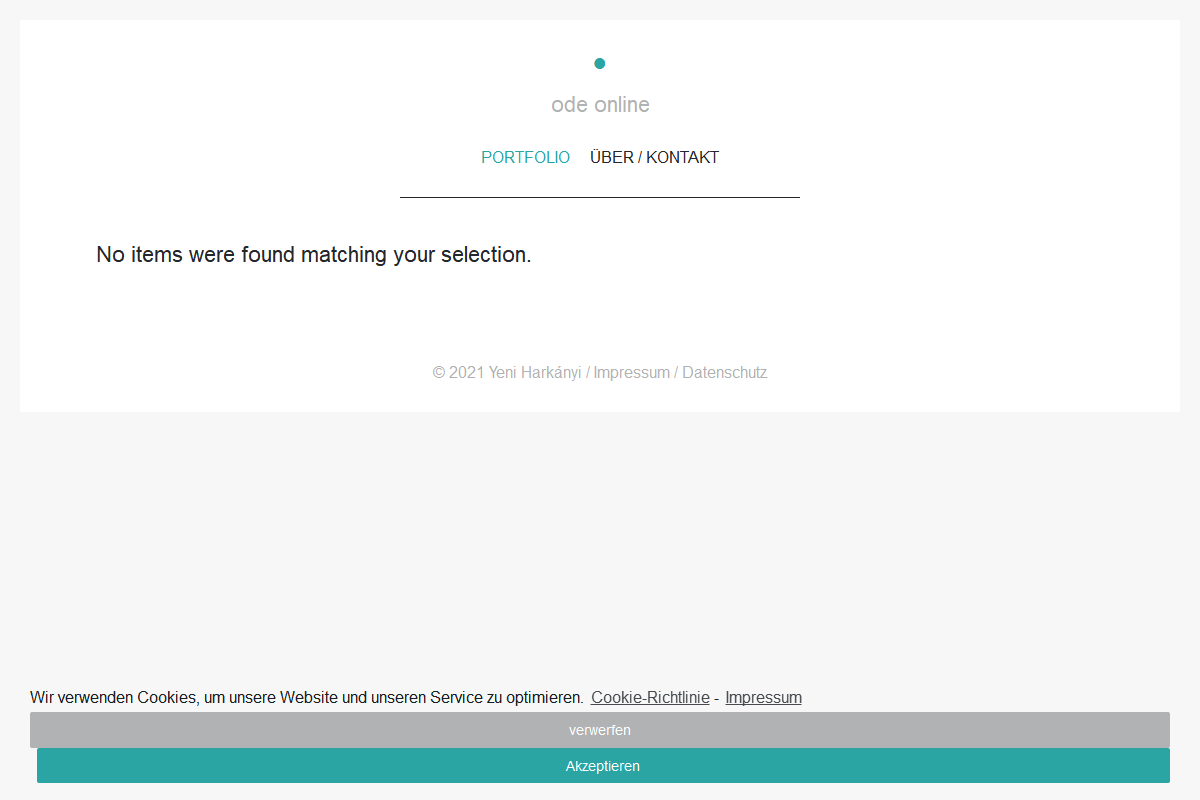 ode online
PORTFOLIO ÜBER / KONTAKT
No items were found matching your selection.
© 2021 Yeni Harkányi / Impressum / Datenschutz
Wir verwenden Cookies, um unsere Website und unseren Service zu optimieren. Cookie-Richtlinie - Impressum
verwerfen
Akzeptieren